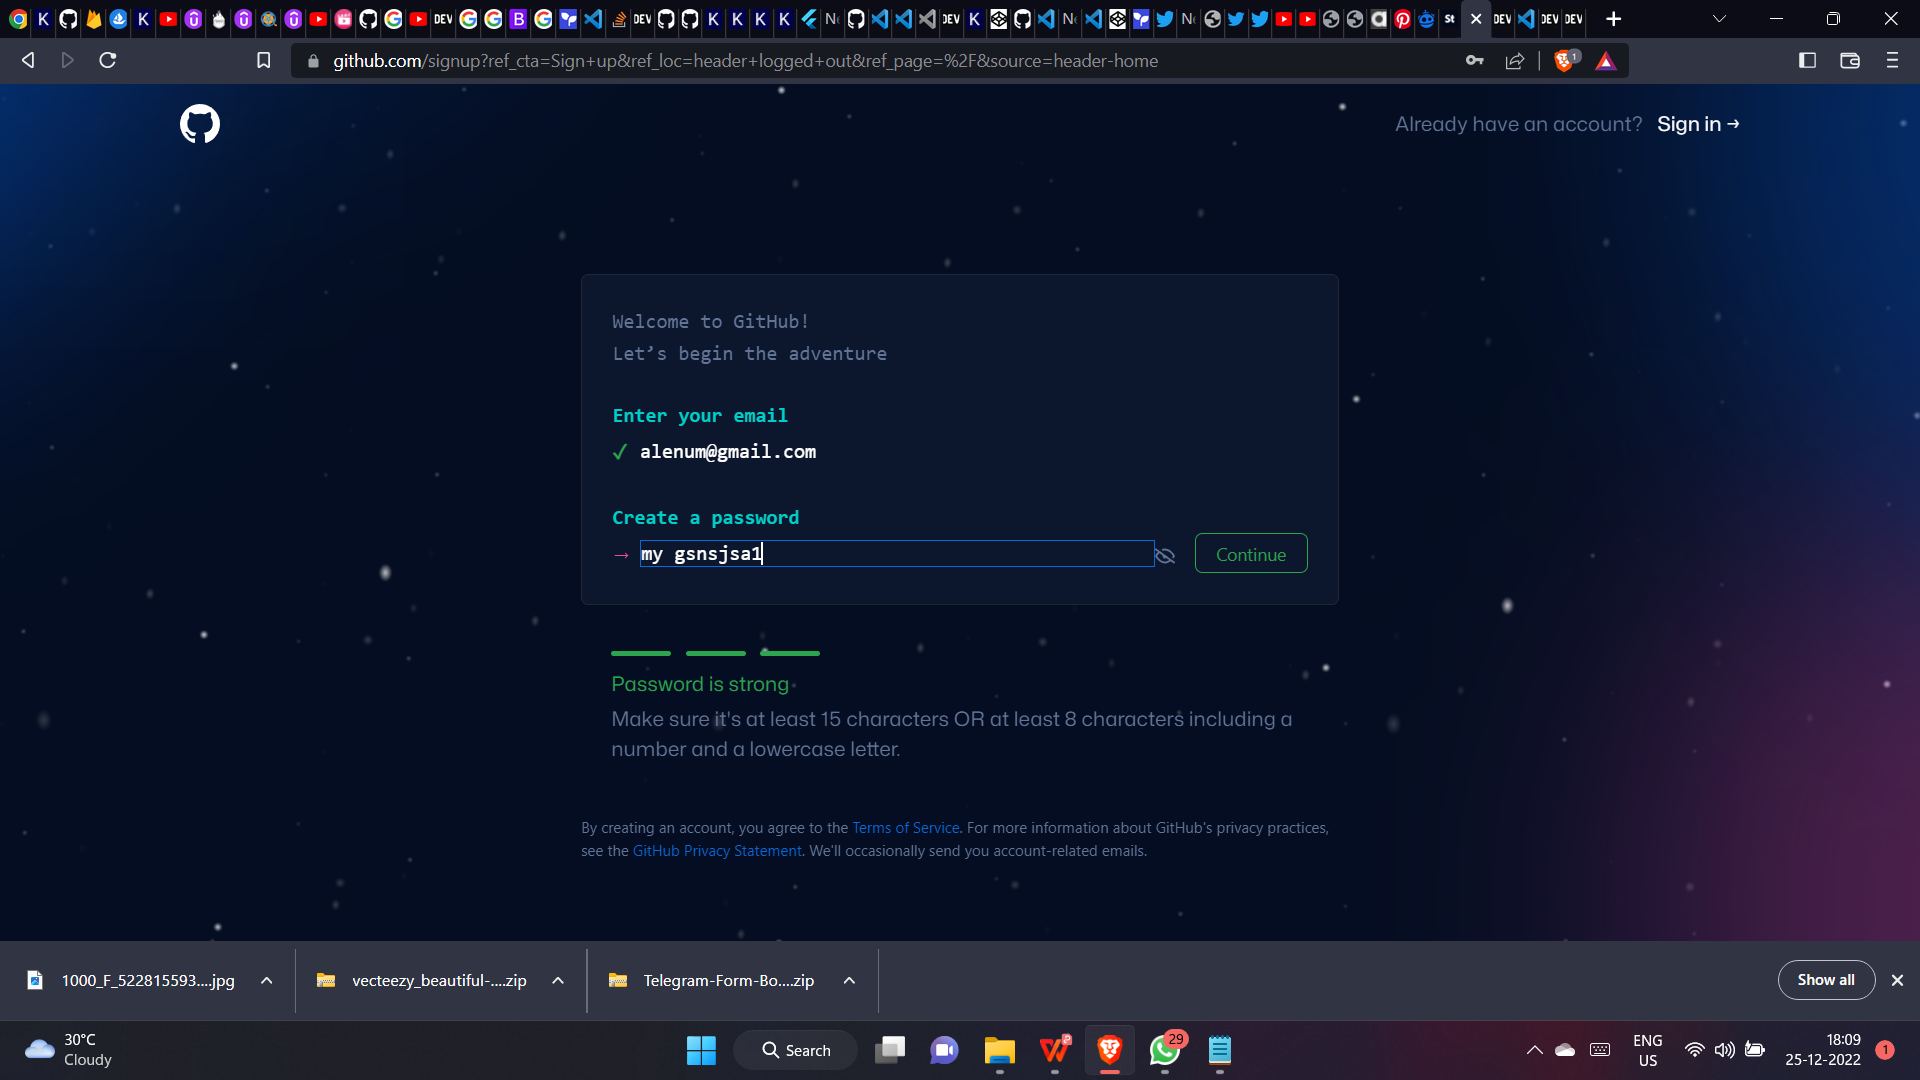 github.com/signup?ref_cta=Sign+up&ref_loc=header+logged+out&ref_page=%2F&source=header-home
1
Already have an account? Sign in →
Welcome to GitHub!
Let’s begin the adventure
Enter your email
✓ alenum@gmail.com
Create a password
→ my gsnsjsa1
Continue
Password is strong
Make sure it's at least 15 characters OR at least 8 characters including a
number and a lowercase letter.
By creating an account, you agree to the Terms of Service. For more information about GitHub's privacy practices,
see the GitHub Privacy Statement. We'll occasionally send you account-related emails.
1000_F_522815593....jpg
vecteezy_beautiful-....zip
Telegram-Form-Bo....zip
Show all
30°C
Cloudy
Search
29
ENG
US
18:09
25-12-2022
1